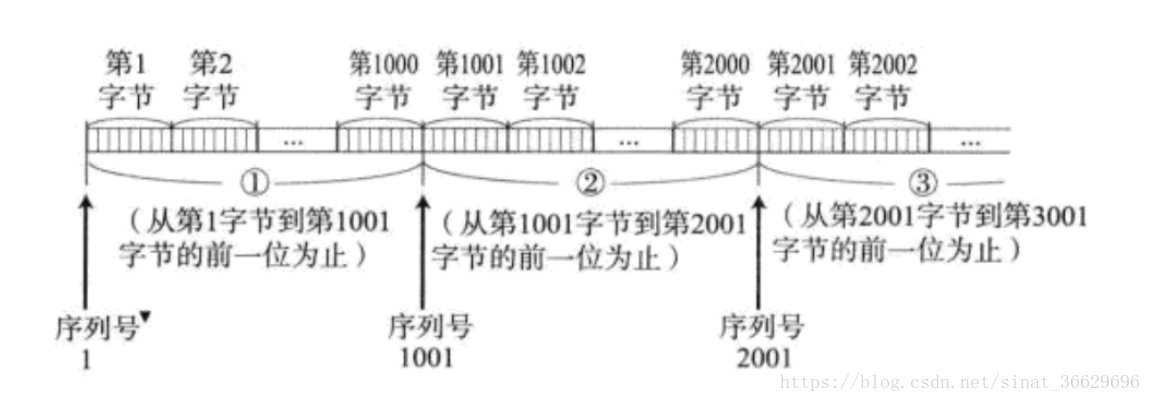 第1 第2 第1000 第1001 第1002 第2000 第2001 第2002
字节 字节 字节 字节 字节 字节 字节 字节
... ... ...
① ② ③
(从第1字节到第1001
字节的前一位为止)
(从第1001字节到第2001
字节的前一位为止)
(从第2001字节到第3001
字节的前一位为止)
序列号▼
1
序列号
1001
序列号
2001
https://blog.csdn.net/sinat_36629696